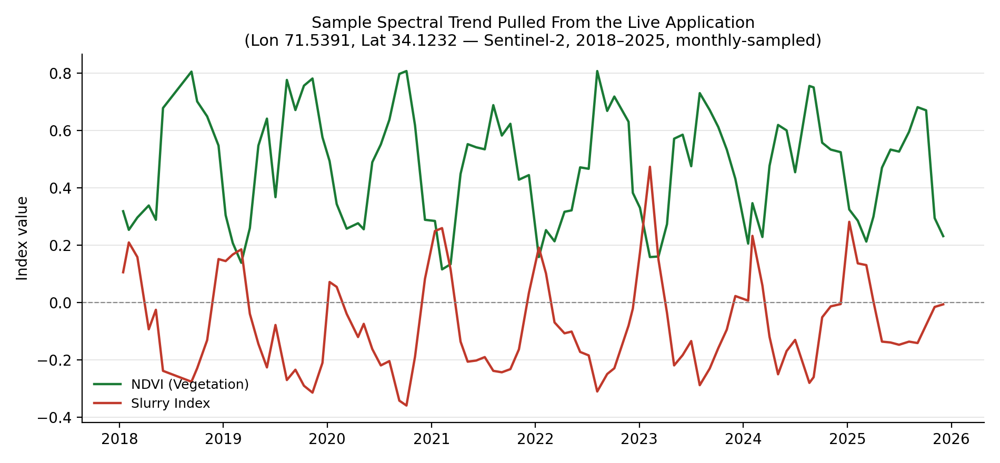 Sample Spectral Trend Pulled From the Live Application
(Lon 71.5391, Lat 34.1232 — Sentinel-2, 2018–2025, monthly-sampled)
Index value
0.8
0.6
0.4
0.2
0.0
−0.2
−0.4
NDVI (Vegetation)
Slurry Index
2018 2019 2020 2021 2022 2023 2024 2025 2026